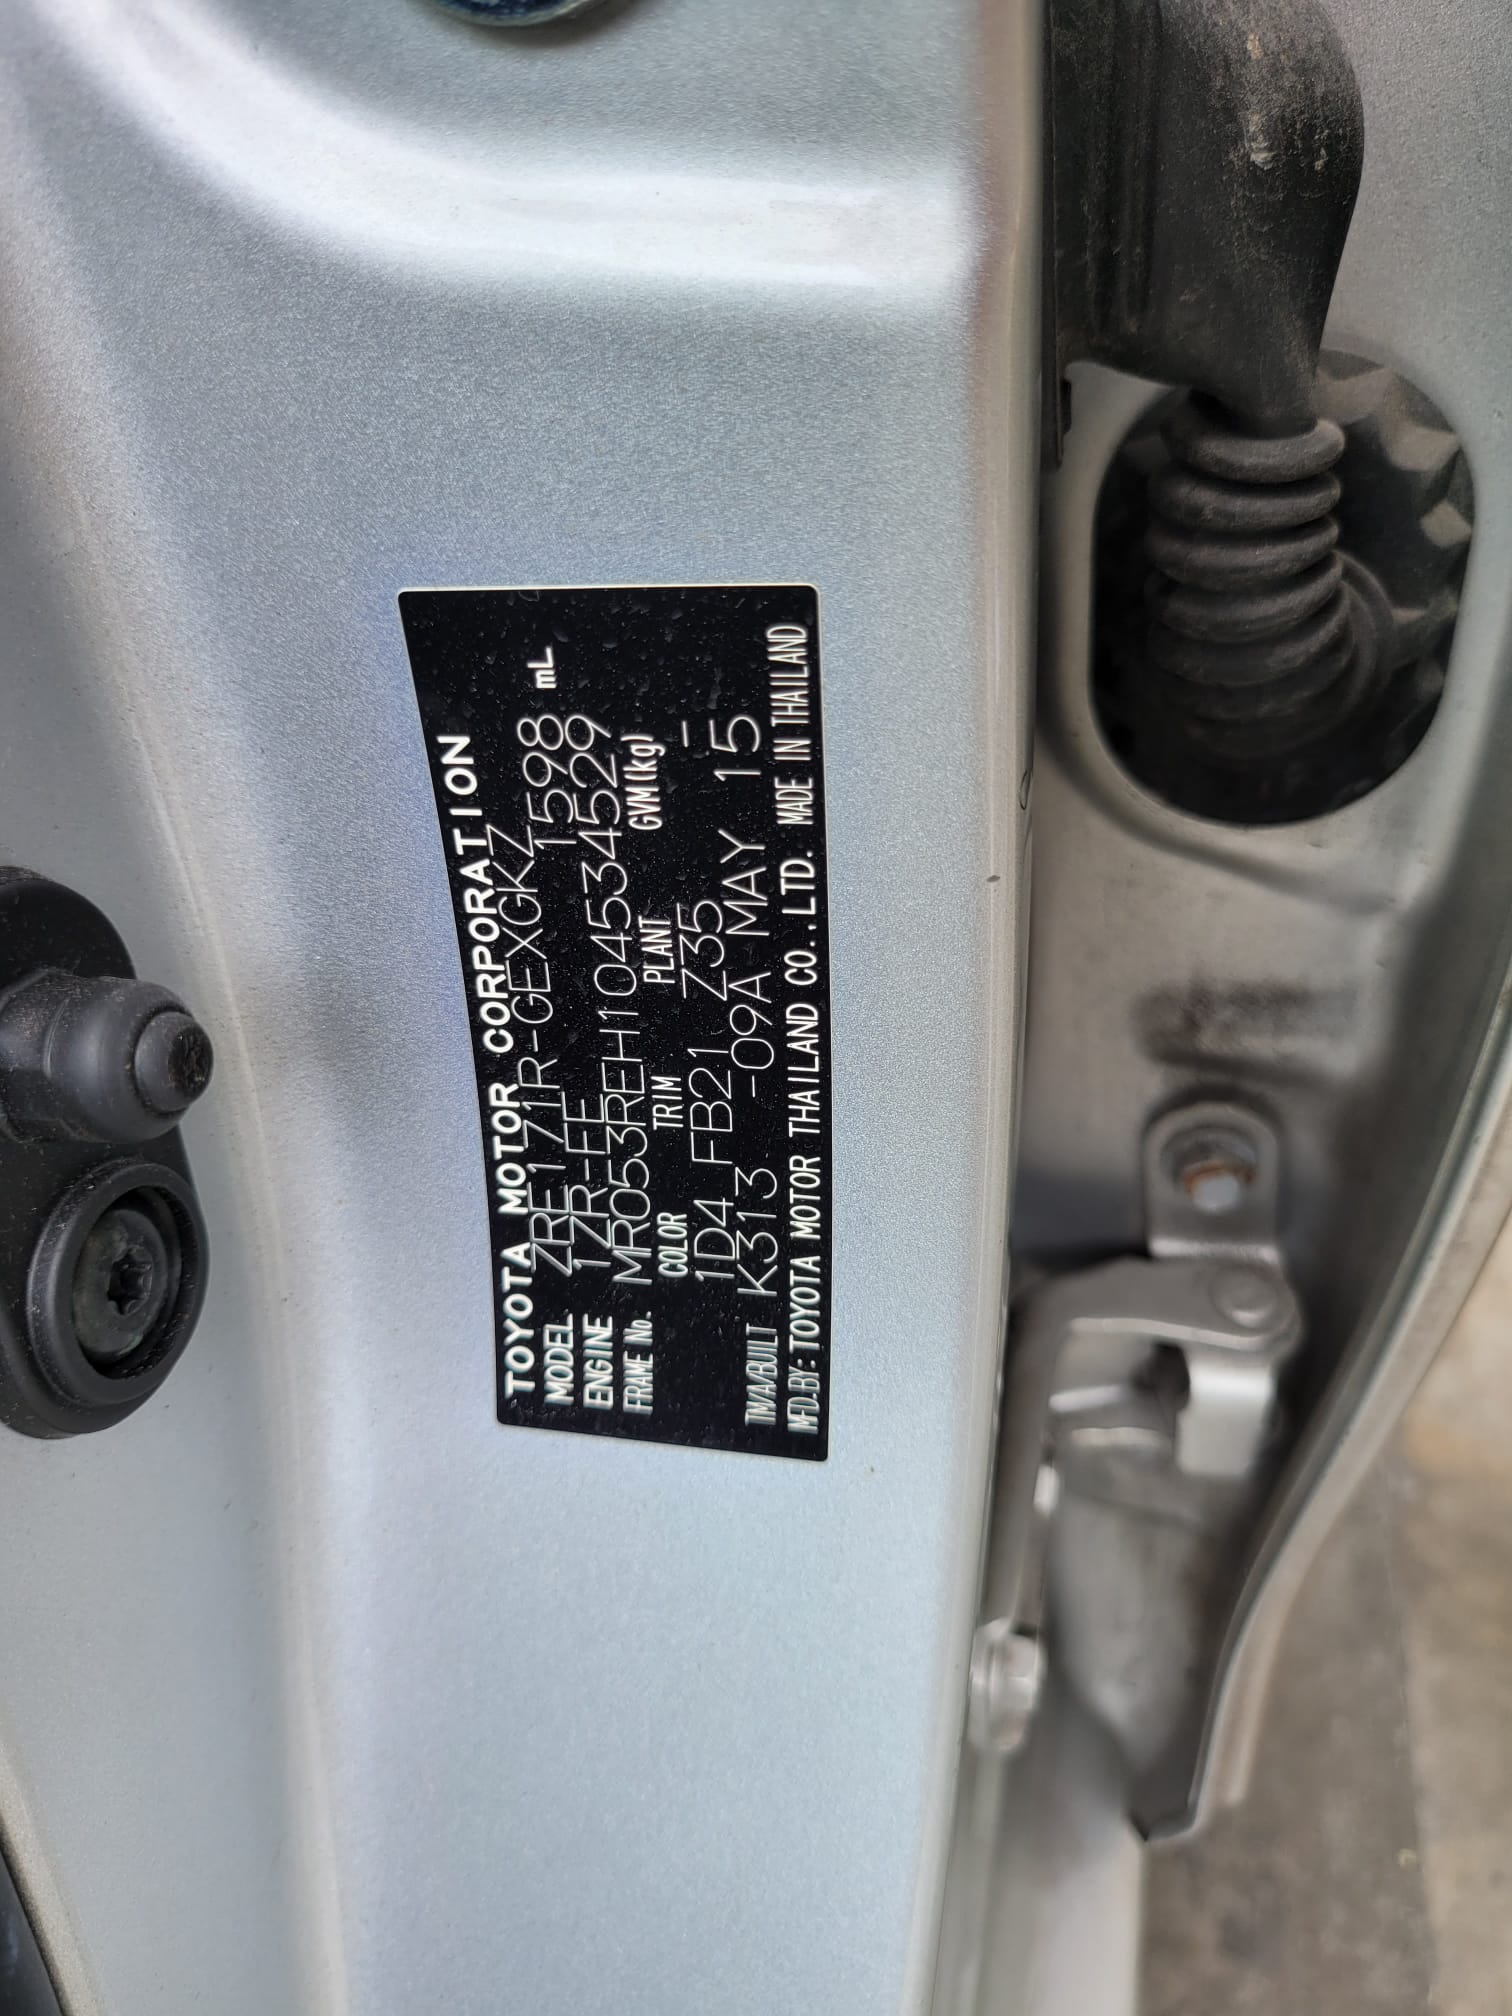 TOYOTA MOTOR CORPORATION
MODEL ZRE171R-GEXGKZ
ENGINE 1ZR-FE 1598 mL
FRAME No. MR053REH104534529
COLOR TRIM PLANT GVM(kg)
1D4 FB21 Z35 -
TM/A/BUILT K313 -09A MAY 15
MFD.BY: TOYOTA MOTOR THAILAND CO.,LTD. MADE IN THAILAND